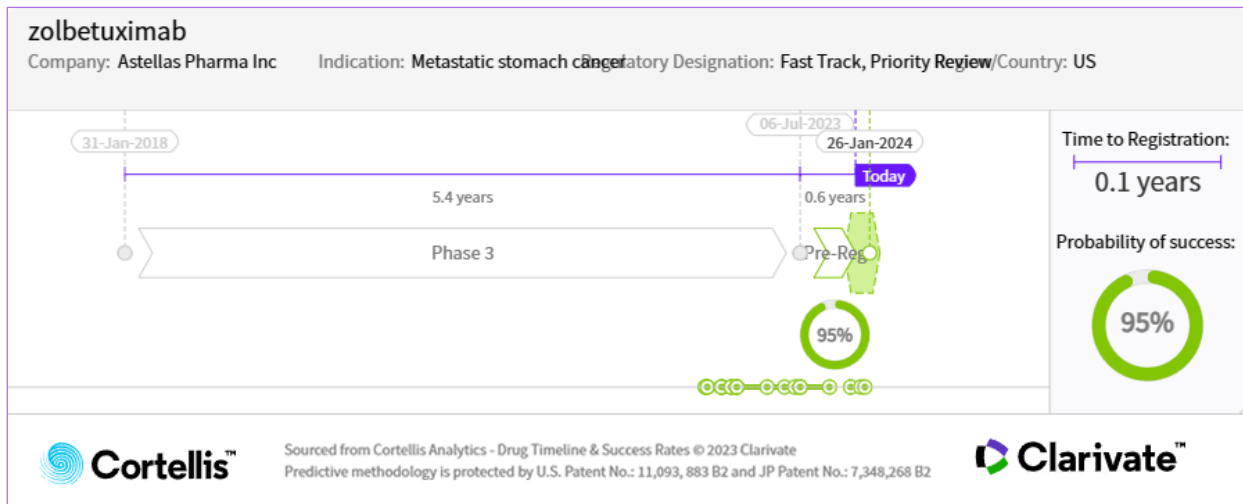 zolbetuximab
Company: Astellas Pharma Inc Indication: Metastatic stomach cancer Regulatory Designation: Fast Track, Priority Review Region/Country: US
31-Jan-2018
06-Jul-2023
26-Jan-2024
Today
5.4 years
0.6 years
Phase 3
Pre-Reg
95%
Time to Registration:
0.1 years
Probability of success:
95%
Cortellis™
Sourced from Cortellis Analytics - Drug Timeline & Success Rates © 2023 Clarivate
Predictive methodology is protected by U.S. Patent No.: 11,093, 883 B2 and JP Patent No.: 7,348,268 B2
Clarivate™